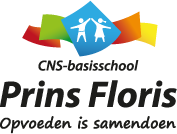 CNS-basisschool
Prins Floris
Opvoeden is samendoen